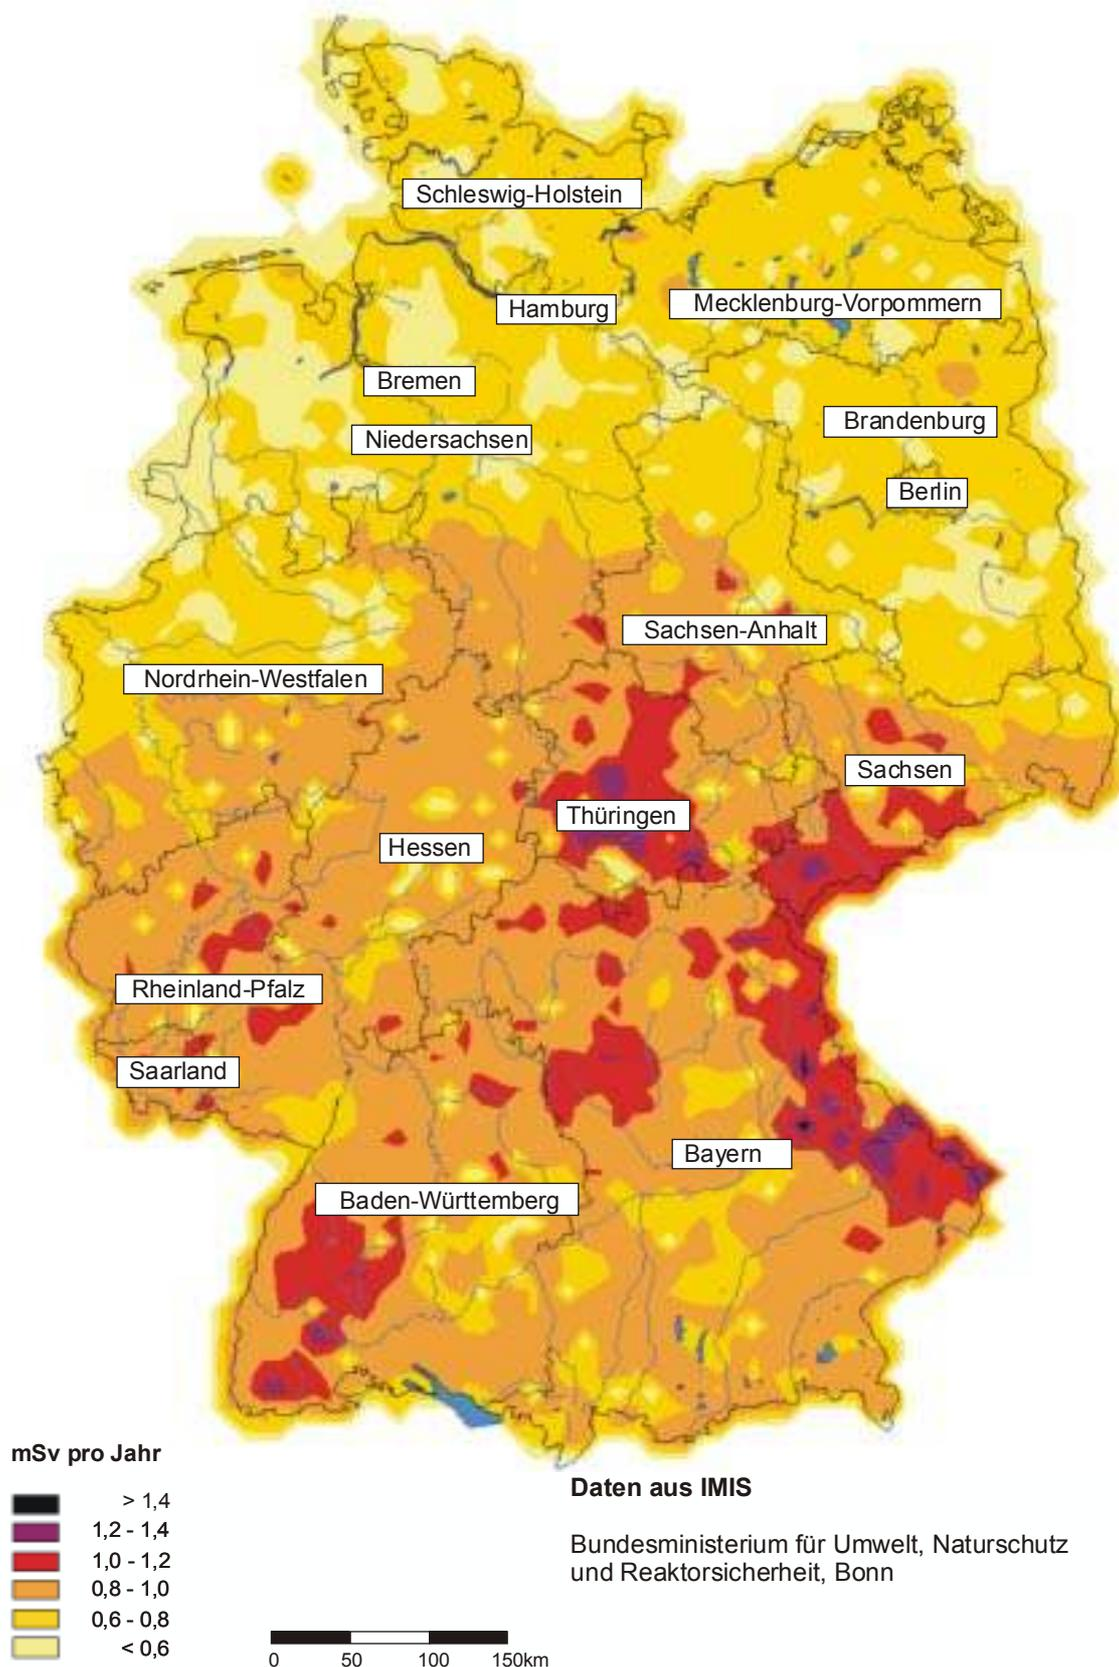 Schleswig-Holstein
Hamburg
Mecklenburg-Vorpommern
Bremen
Brandenburg
Niedersachsen
Berlin
Sachsen-Anhalt
Nordrhein-Westfalen
Sachsen
Thüringen
Hessen
Rheinland-Pfalz
Saarland
Bayern
Baden-Württemberg
mSv pro Jahr
> 1,4
1,2 - 1,4
1,0 - 1,2
0,8 - 1,0
0,6 - 0,8
< 0,6
0 50 100 150km
Daten aus IMIS
Bundesministerium für Umwelt, Naturschutz
und Reaktorsicherheit, Bonn